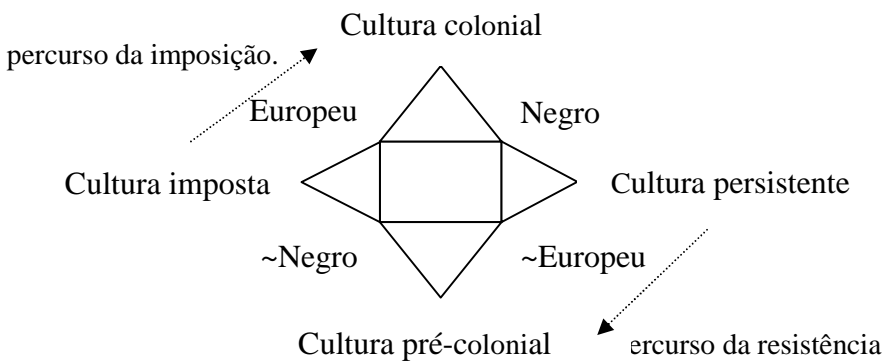 Cultura colonial
percurso da imposição.
Europeu Negro
Cultura imposta Cultura persistente
~Negro ~Europeu
Cultura pré-colonial ercurso da resistência